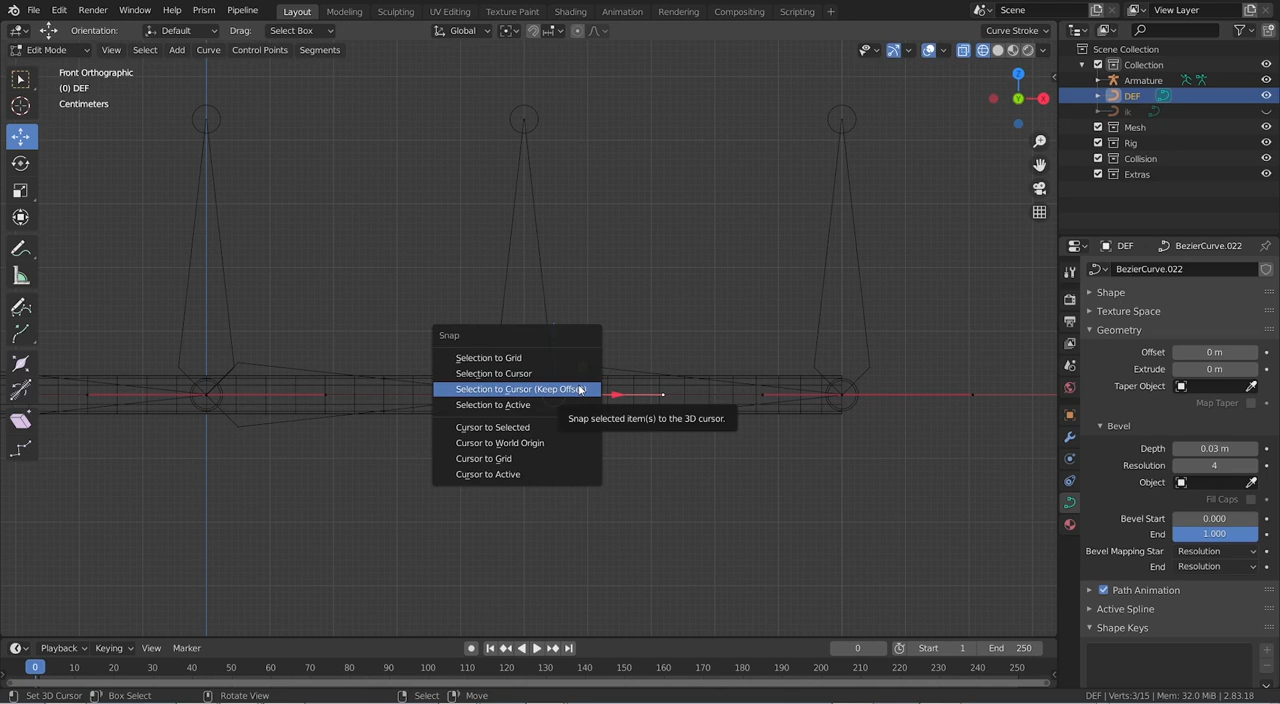 File Edit Render Window Help Prism Pipeline Layout Modeling Sculpting UV Editing Texture Paint Shading Animation Rendering Compositing Scripting + Scene View Layer
Orientation: Default Drag: Select Box Global Curve Stroke
Edit Mode View Select Add Curve Control Points Segments
Front Orthographic
(0) DEF
Centimeters
Z
Y
X
Scene Collection
Collection
Armature
DEF
ik
Mesh
Rig
Collision
Extras
Snap
Selection to Grid
Selection to Cursor
Selection to Cursor (Keep Offset)
Selection to Active
Cursor to Selected
Cursor to World Origin
Cursor to Grid
Cursor to Active
Snap selected item(s) to the 3D cursor.
DEF BezierCurve.022
BezierCurve.022
Shape
Texture Space
Geometry
Offset 0 m
Extrude 0 m
Taper Object
Map Taper
Bevel
Depth 0.03 m
Resolution 4
Object
Fill Caps
Bevel Start 0.000
End 1.000
Bevel Mapping Star Resolution
End Resolution
Path Animation
Active Spline
Shape Keys
Playback Keying View Marker 0 Start 1 End 250
0 10 20 30 40 50 60 70 80 90 100 110 120 130 140 150 160 170 180 190 200 210 220 230 240 250
Set 3D Cursor Box Select Rotate View Select Move DEF | Verts:3/15 | Mem: 32.0 MiB | 2.83.18